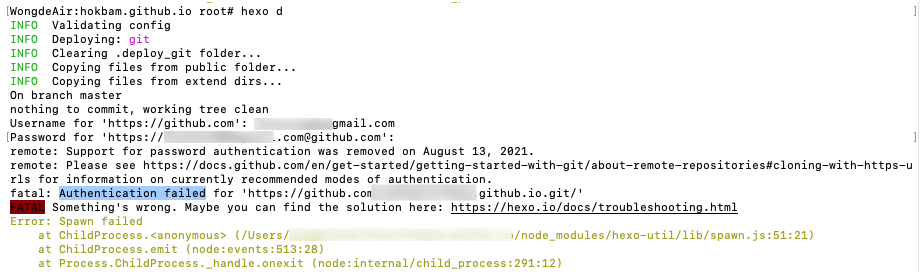 [WongdeAir:hokbam.github.io root# hexo d ]
INFO  Validating config
INFO  Deploying: git
INFO  Clearing .deploy_git folder...
INFO  Copying files from public folder...
INFO  Copying files from extend dirs...
On branch master
nothing to commit, working tree clean
Username for 'https://github.com': gmail.com
[Password for 'https://.com@github.com': ]
remote: Support for password authentication was removed on August 13, 2021.
remote: Please see https://docs.github.com/en/get-started/getting-started-with-git/about-remote-repositories#cloning-with-https-u
rls for information on currently recommended modes of authentication.
fatal: Authentication failed for 'https://github.com .github.io.git/'
FATAL Something's wrong. Maybe you can find the solution here: https://hexo.io/docs/troubleshooting.html
Error: Spawn failed
    at ChildProcess.<anonymous> (/Users/ /node_modules/hexo-util/lib/spawn.js:51:21)
    at ChildProcess.emit (node:events:513:28)
    at Process.ChildProcess._handle.onexit (node:internal/child_process:291:12)